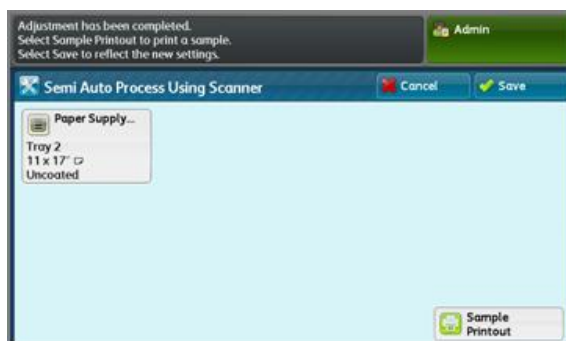 Adjustment has been completed.
Select Sample Printout to print a sample.
Select Save to reflect the new settings.
Admin
Semi Auto Process Using Scanner
Cancel
Save
Paper Supply...
Tray 2
11 x 17"
Uncoated
Sample
Printout